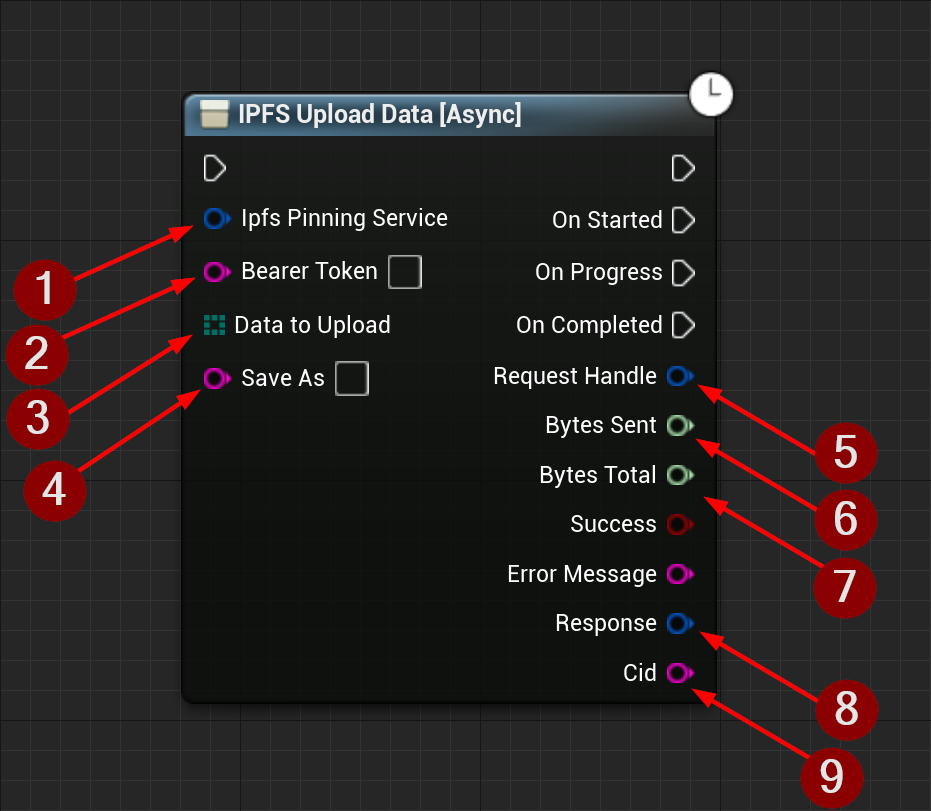 IPFS Upload Data [Async]
Ipfs Pinning Service
On Started
1
Bearer Token
On Progress
2
Data to Upload
On Completed
3
Save As
Request Handle
4
Bytes Sent
5
Bytes Total
6
Success
7
Error Message
Response
8
Cid
9